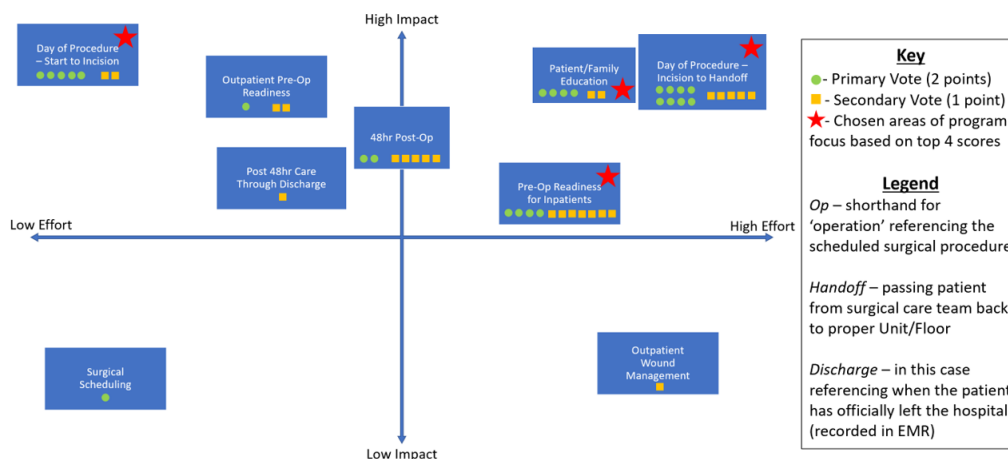 High Impact
Day of Procedure
– Start to Incision
Outpatient Pre-Op
Readiness
Patient/Family
Education
Day of Procedure –
Incision to Handoff
48hr Post-Op
Post 48hr Care
Through Discharge
Pre-Op Readiness
for Inpatients
Low Effort
High Effort
Surgical
Scheduling
Outpatient
Wound
Management
Low Impact
Key
- Primary Vote (2 points)
- Secondary Vote (1 point)
- Chosen areas of program
focus based on top 4 scores
Legend
Op – shorthand for
‘operation’ referencing the
scheduled surgical procedure
Handoff – passing patient
from surgical care team back
to proper Unit/Floor
Discharge – in this case
referencing when the patient
has officially left the hospital
(recorded in EMR)